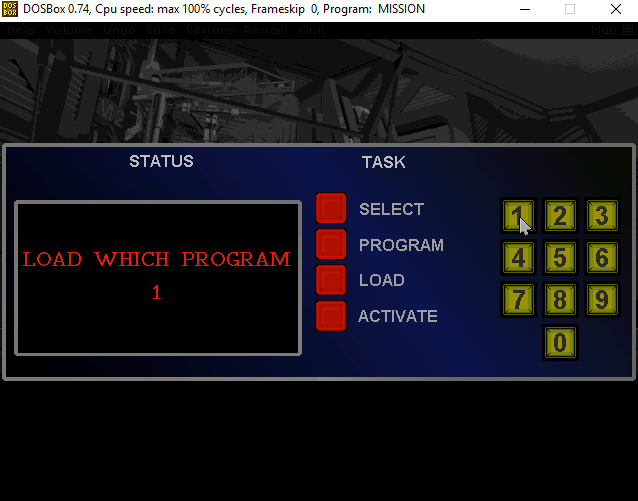 DOSBox 0.74, Cpu speed: max 100% cycles, Frameskip 0, Program: MISSION
Help Volume Undo Save Restore Restart Quit Map
STATUS
TASK
LOAD WHICH PROGRAM
1
SELECT
PROGRAM
LOAD
ACTIVATE
1 2 3
4 5 6
7 8 9
0